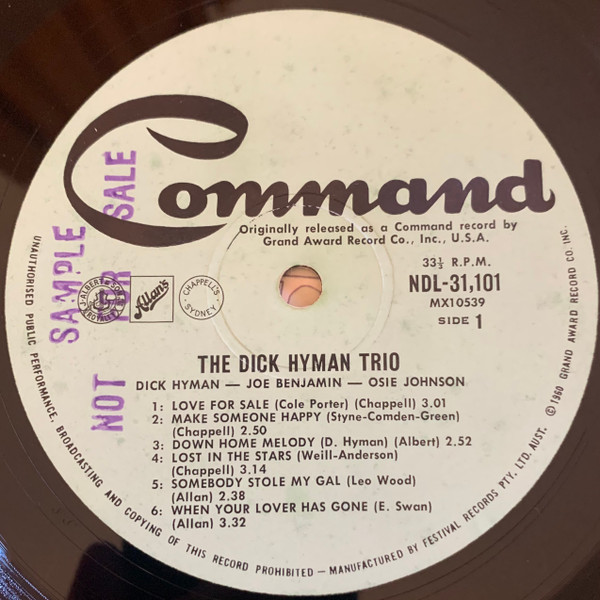 Command
Originally released as a Command record by
Grand Award Record Co., Inc., U.S.A.
SAMPLE
NOT FOR SALE
J. ALBERT & SON
Allan's
CHAPPELL'S
SYDNEY
33⅓ R.P.M.
NDL-31,101
MX10539
SIDE 1
THE DICK HYMAN TRIO
DICK HYMAN — JOE BENJAMIN — OSIE JOHNSON
1: LOVE FOR SALE (Cole Porter) (Chappell) 3.01
2: MAKE SOMEONE HAPPY (Styne-Comden-Green)
(Chappell) 2.50
3: DOWN HOME MELODY (D. Hyman) (Albert) 2.52
4: LOST IN THE STARS (Weill-Anderson)
(Chappell) 3.14
5: SOMEBODY STOLE MY GAL (Leo Wood)
(Allan) 2.38
6: WHEN YOUR LOVER HAS GONE (E. Swan)
(Allan) 3.32
UNAUTHORISED PUBLIC PERFORMANCE, BROADCASTING AND COPYING OF THIS RECORD PROHIBITED — MANUFACTURED BY FESTIVAL RECORDS PTY. LTD. AUST. ©1960 GRAND AWARD RECORD CO. INC.